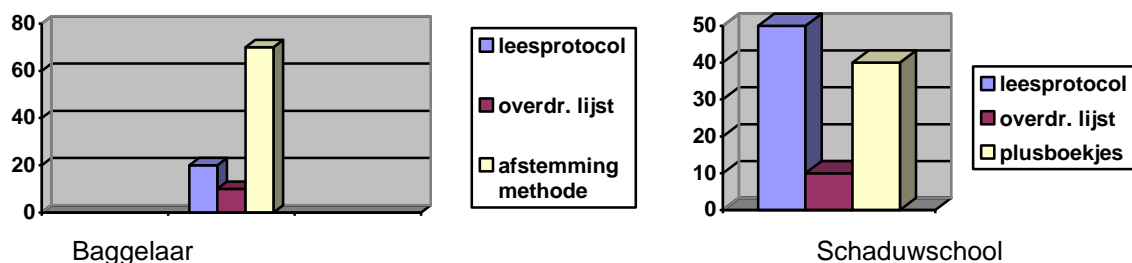 80
60
40
20
0
leesprotocol
overdr. lijst
afstemming
methode
Baggelaar
50
40
30
20
10
0
leesprotocol
overdr. lijst
plusboekjes
Schaduwschool